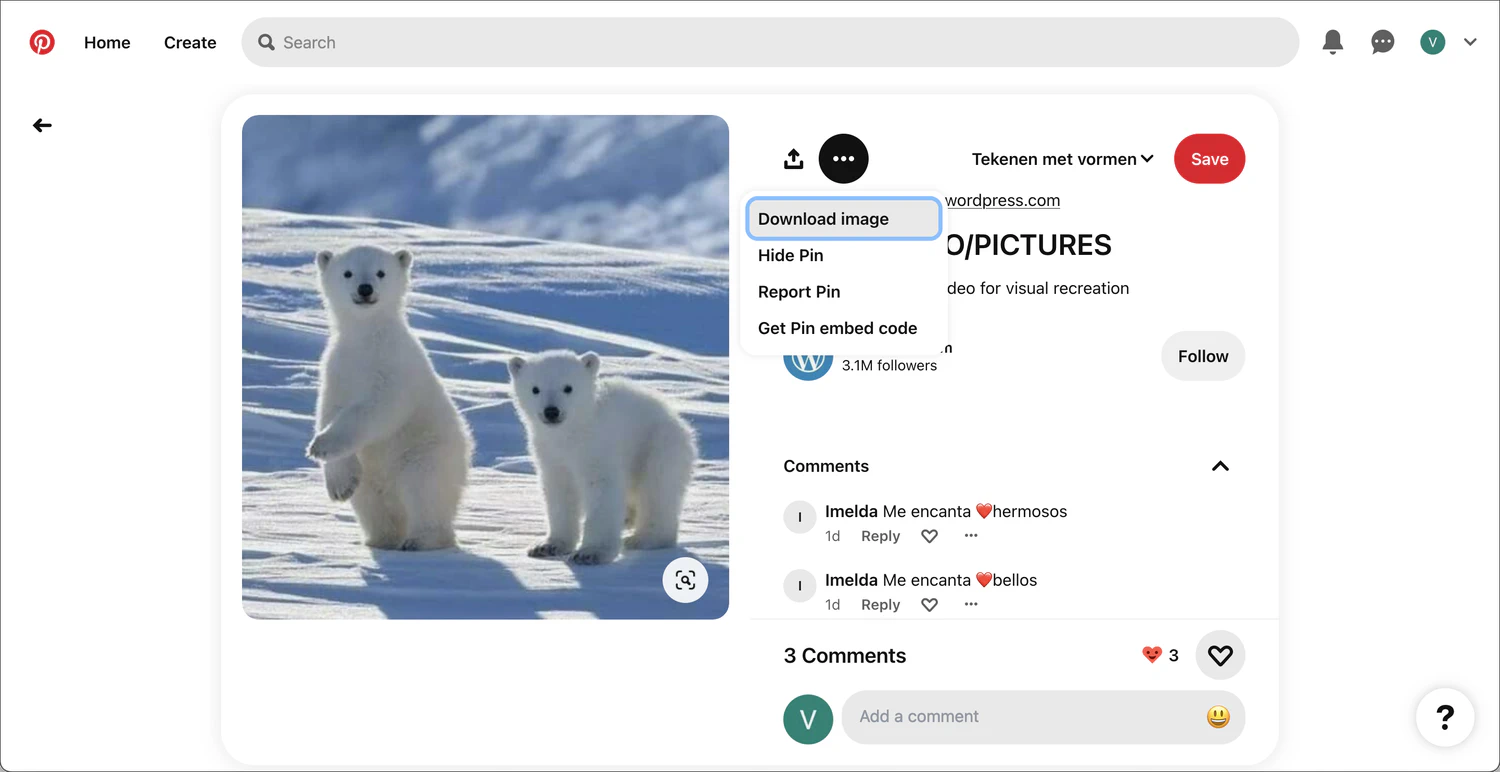 Home Create Search V
Tekenen met vormen Save
wordpress.com
Download image
O/PICTURES
Hide Pin
deo for visual recreation
Report Pin
Get Pin embed code
m
3.1M followers
Follow
Comments
I Imelda Me encanta ❤️hermosos
1d Reply
I Imelda Me encanta ❤️bellos
1d Reply
3 Comments 3
V Add a comment
?